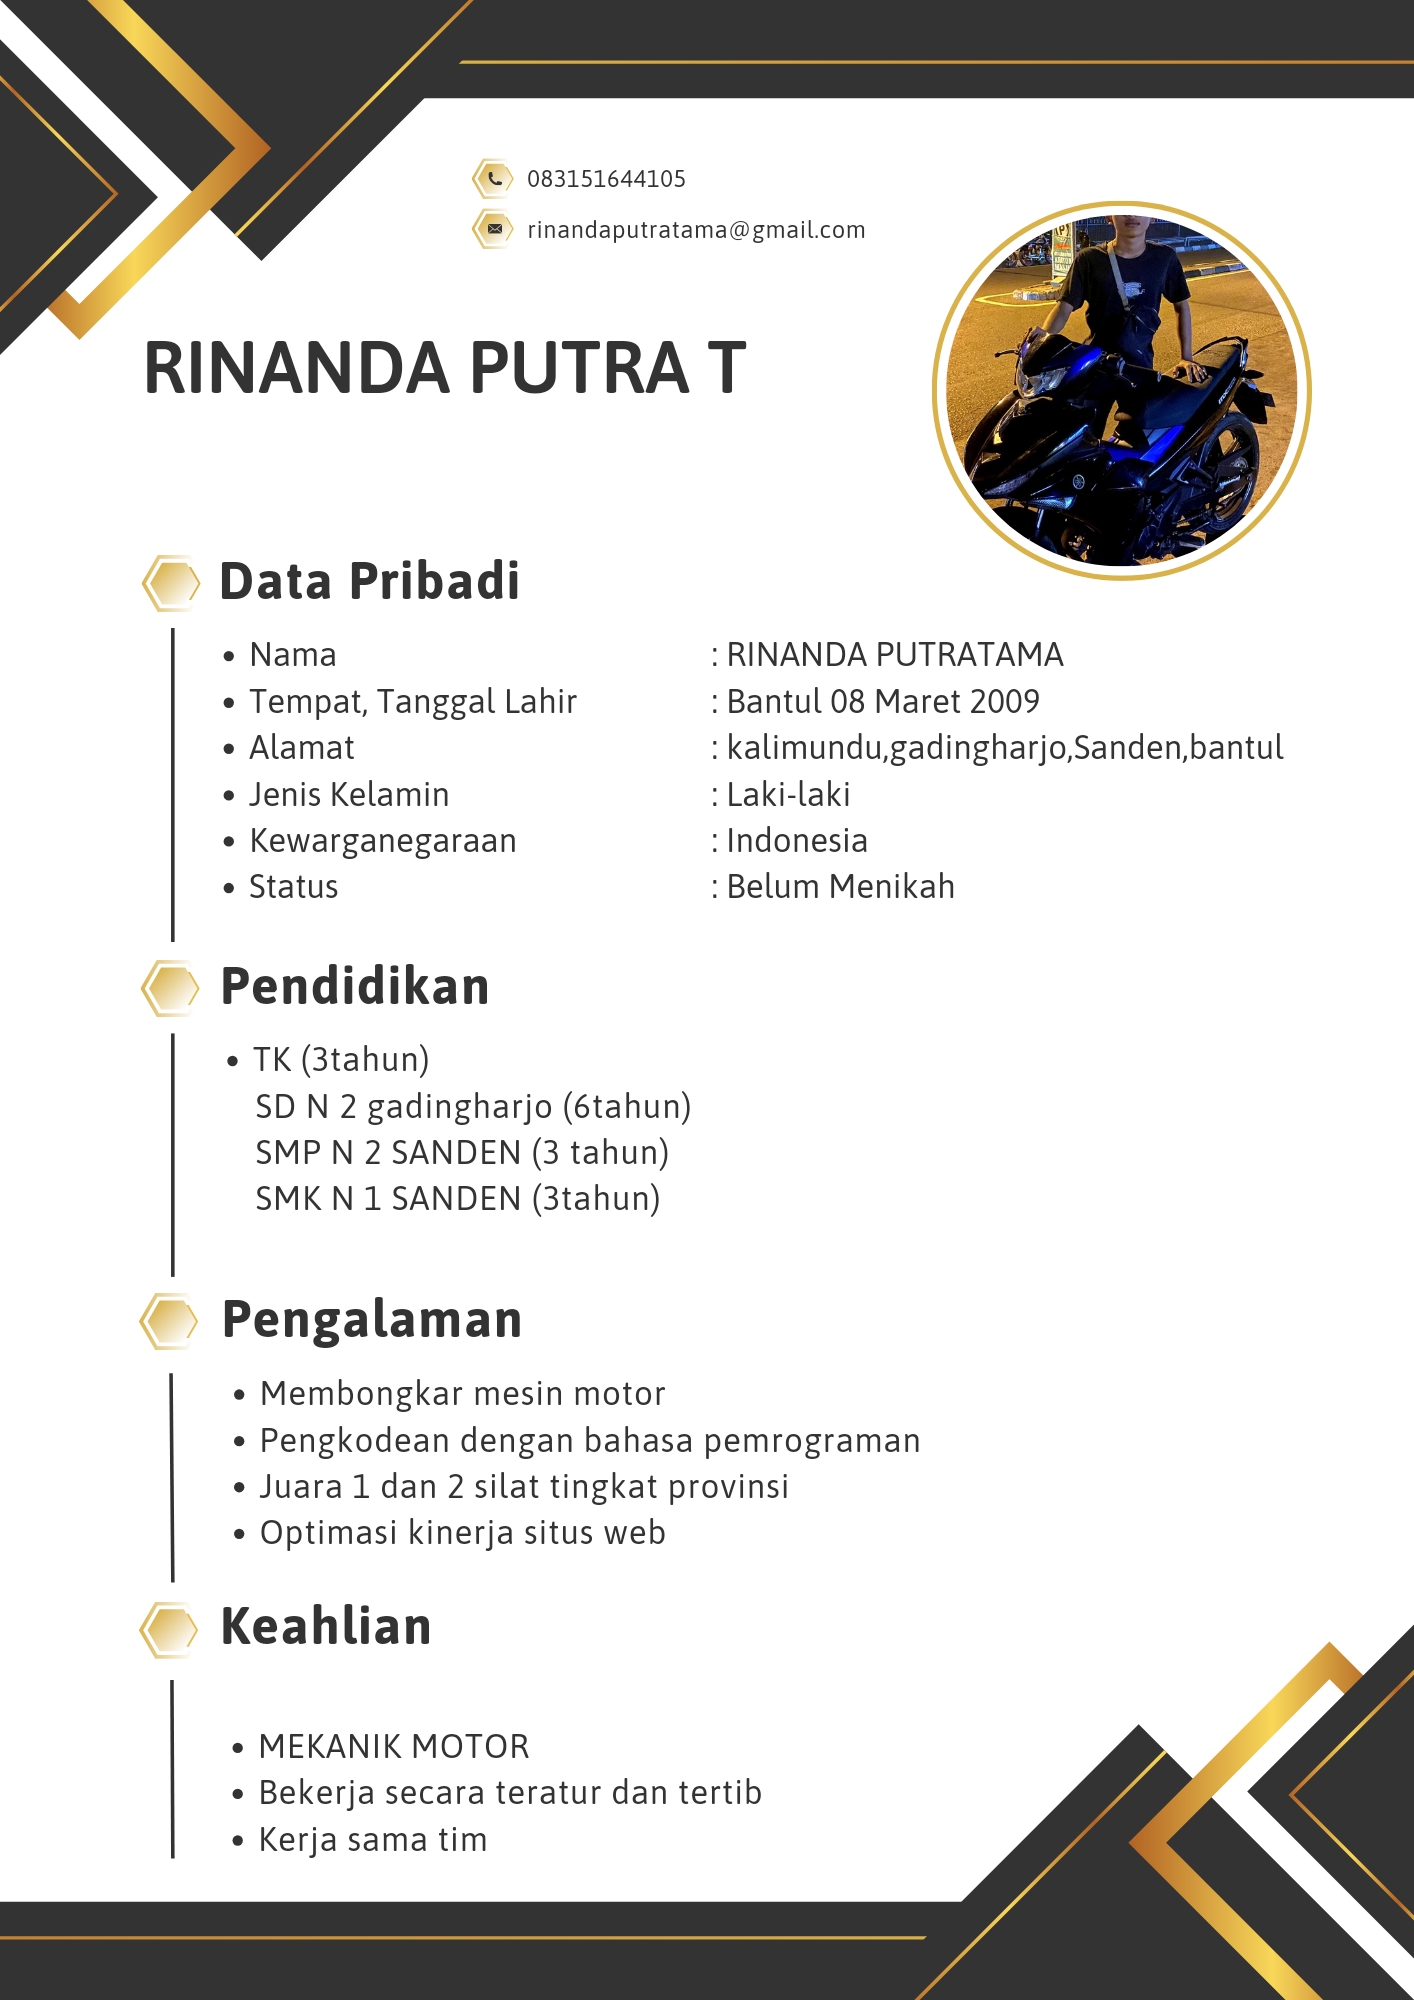 083151644105
rinandaputratama@gmail.com
RINANDA PUTRA T
Data Pribadi
• Nama : RINANDA PUTRATAMA
• Tempat, Tanggal Lahir : Bantul 08 Maret 2009
• Alamat : kalimundu,gadingharjo,Sanden,bantul
• Jenis Kelamin : Laki-laki
• Kewarganegaraan : Indonesia
• Status : Belum Menikah
Pendidikan
• TK (3tahun)
SD N 2 gadingharjo (6tahun)
SMP N 2 SANDEN (3 tahun)
SMK N 1 SANDEN (3tahun)
Pengalaman
• Membongkar mesin motor
• Pengkodean dengan bahasa pemrograman
• Juara 1 dan 2 silat tingkat provinsi
• Optimasi kinerja situs web
Keahlian
• MEKANIK MOTOR
• Bekerja secara teratur dan tertib
• Kerja sama tim